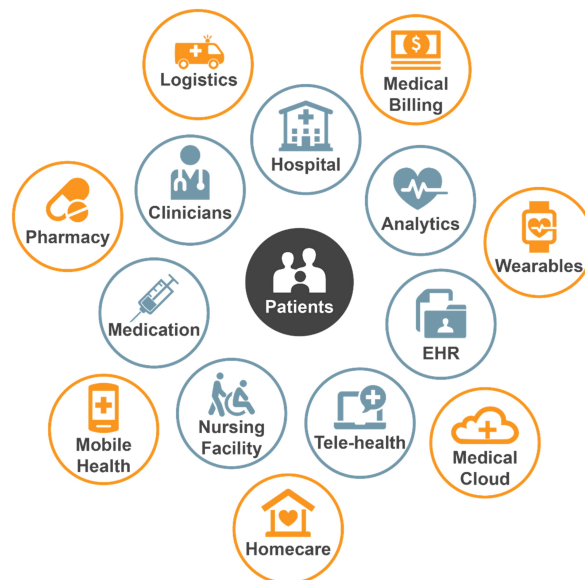 Logistics
Medical
Billing
Hospital
Clinicians
Analytics
Pharmacy
Wearables
Patients
Medication
EHR
Mobile
Health
Nursing
Facility
Tele-health
Medical
Cloud
Homecare
$